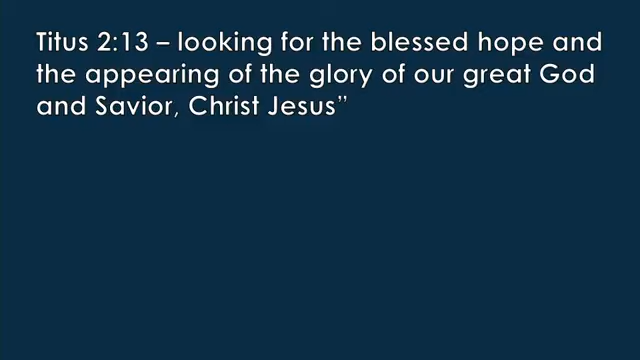 Titus 2:13 – looking for the blessed hope and
the appearing of the glory of our great God
and Savior, Christ Jesus”